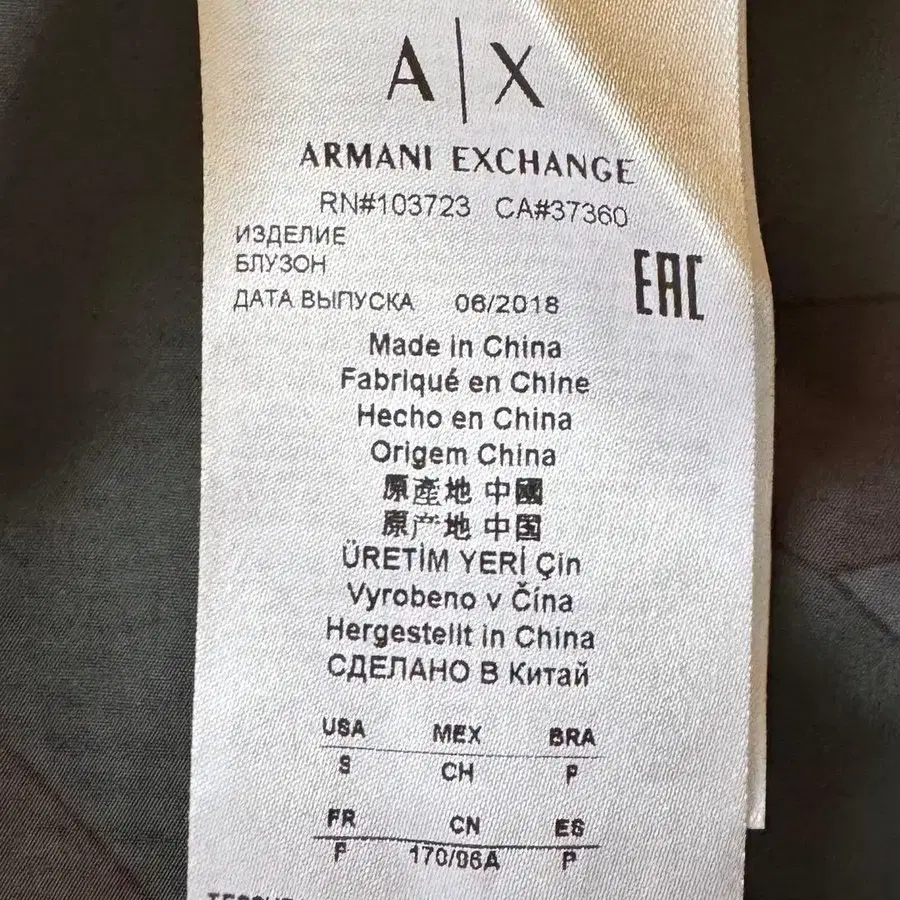 A|X
ARMANI EXCHANGE
RN#103723 CA#37360
ИЗДЕЛИЕ
БЛУЗОН
ДАТА ВЫПУСКА 06/2018
EAC
Made in China
Fabriqué en Chine
Hecho en China
Origem China
原產地 中國
原产地 中国
ÜRETİM YERİ Çin
Vyrobeno v Čína
Hergestellt in China
СДЕЛАНО В Китай
USA MEX BRA
S CH P
FR CN ES
P 170/96A P